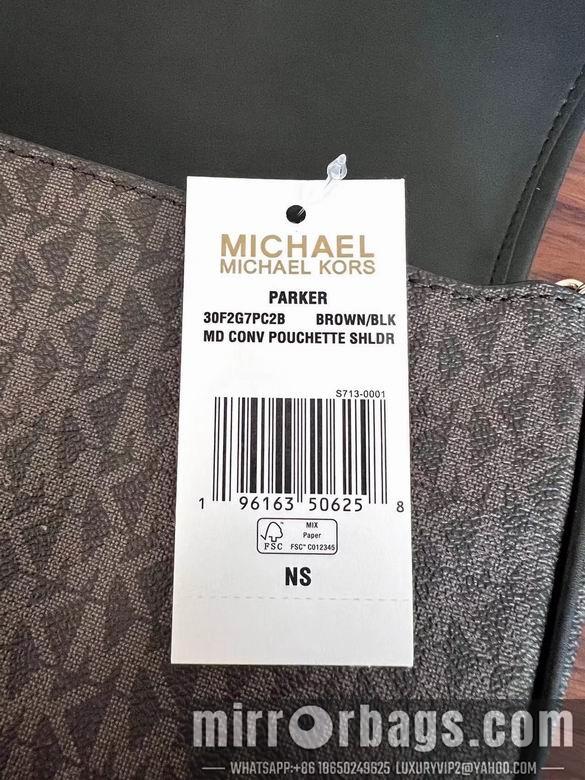 MICHAEL
MICHAEL KORS
PARKER
30F2G7PC2B BROWN/BLK
MD CONV POUCHETTE SHLDR
S713-0001
1 96163 50625 8
FSC
MIX
Paper
FSC™ C012345
NS
mirrorbags.com
WHATSAPP:+86 18650249625 LUXURYVIP2@YAHOO.COM